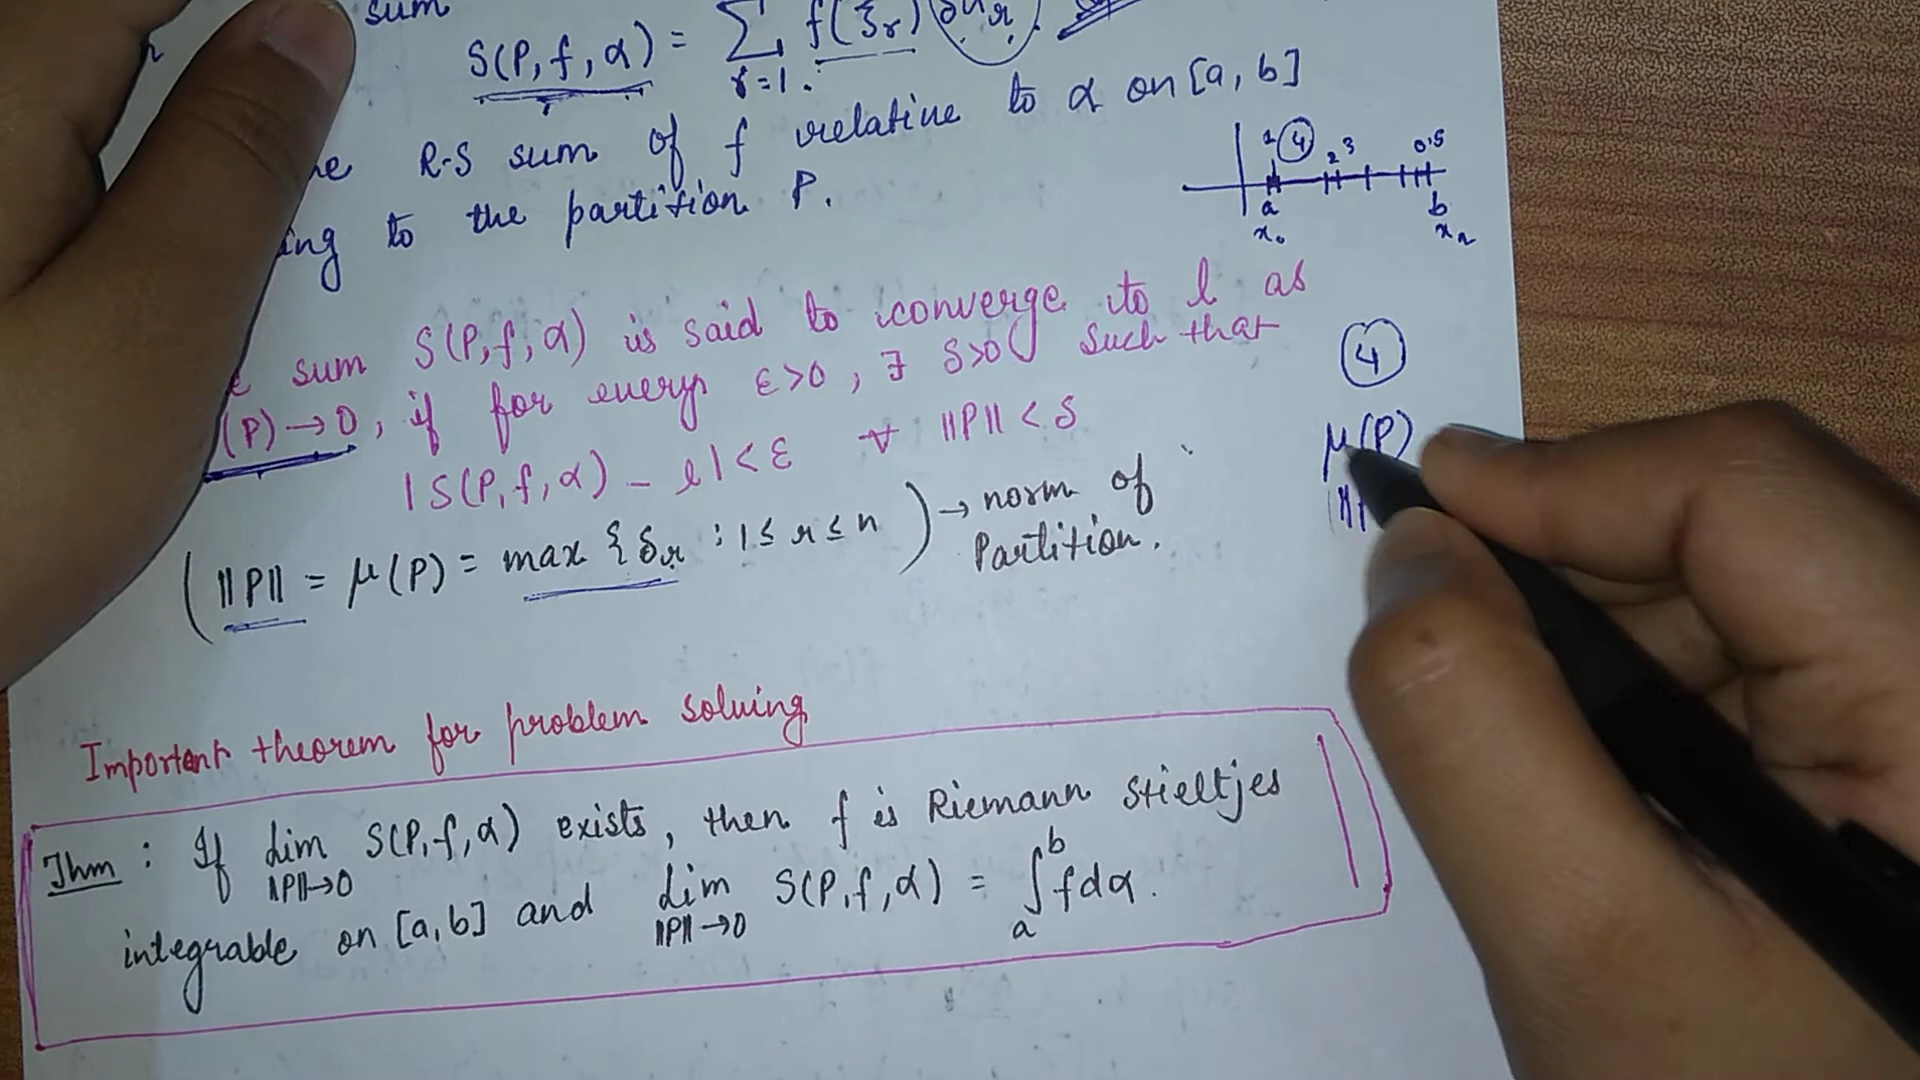 sum
S(P, f, α) = Σ f(ξr) δαr
r=1
R-S sum of f relative to α on [a, b]
ing to the partition P.
1 4 2 3 0.5
a b
x₀ xₙ
sum S(P, f, α) is said to converge to l as
(P) → 0, if for every ε>0, ∃ δ>0 such that
|S(P, f, α) - l| < ε ∀ ||P|| < δ
4
μ(P)
(||P|| = μ(P) = max {δr : 1 ≤ r ≤ n) → norm of
Partition.
Important theorem for problem solving
Thm : If lim S(P, f, α) exists, then f is Riemann Stieltjes
||P||→0
integrable on [a, b] and lim S(P, f, α) = ∫ₐᵇ f dα.
||P||→0